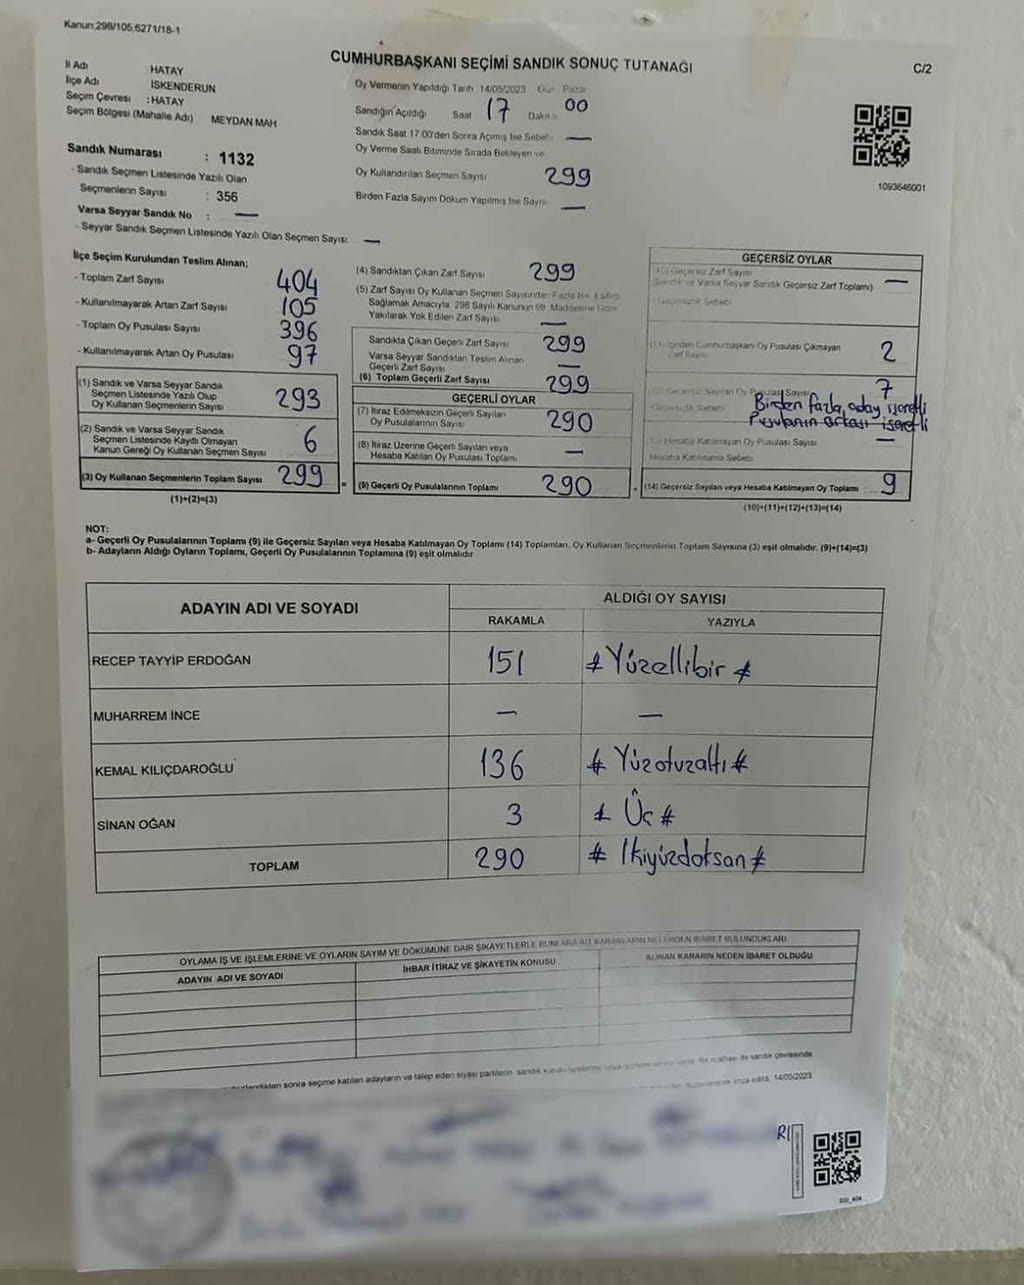 Kanun 298/105,6271/18-1
CUMHURBAŞKANI SEÇİMİ SANDIK SONUÇ TUTANAĞI
C/2
İl Adı HATAY
İlçe Adı İSKENDERUN
Seçim Çevresi : HATAY
Seçim Bölgesi (Mahalle Adı) MEYDAN MAH
Sandık Numarası : 1132
- Sandık Seçmen Listesinde Yazılı Olan
Seçmenlerin Sayısı : 356
Varsa Seyyar Sandık No : —
- Seyyar Sandık Seçmen Listesinde Yazılı Olan Seçmen Sayısı —
Oy Vermenin Yapıldığı Tarih 14/05/2023 Gün Pazar
Sandığın Açıldığı Saat 17 Dakika 00
Sandık Saat 17.00'den Sonra Açılmış İse Sebebi —
Oy Verme Saati Bitiminde Sırada Bekleyen ve
Oy Kullandırılan Seçmen Sayısı 299
Birden Fazla Sayım Döküm Yapılmış İse Sayısı —
1093646001
İlçe Seçim Kurulundan Teslim Alınan;
- Toplam Zarf Sayısı 404
- Kullanılmayarak Artan Zarf Sayısı 105
- Toplam Oy Pusulası Sayısı 396
- Kullanılmayarak Artan Oy Pusulası 97
(1) Sandık ve Varsa Seyyar Sandık
Seçmen Listesinde Yazılı Olup
Oy Kullanan Seçmenlerin Sayısı 293
(2) Sandık ve Varsa Seyyar Sandık
Seçmen Listesinde Kayıtlı Olmayan
Kanun Gereği Oy Kullanan Seçmen Sayısı 6
(3) Oy Kullanan Seçmenlerin Toplam Sayısı 299
(1)+(2)=(3)
(4) Sandıktan Çıkan Zarf Sayısı 299
(5) Zarf Sayısı Oy Kullanan Seçmen Sayısından Fazla İse, Eşitliği
Sağlamak Amacıyla, 298 Sayılı Kanunun 98. Maddesine Göre
Yakılarak Yok Edilen Zarf Sayısı —
Sandıkta Çıkan Geçerli Zarf Sayısı 299
Varsa Seyyar Sandıktan Teslim Alınan
Geçerli Zarf Sayısı —
(6) Toplam Geçerli Zarf Sayısı 299
GEÇERLİ OYLAR
(7) İtiraz Edilmeksizin Geçerli Sayılan
Oy Pusulalarının Sayısı 290
(8) İtiraz Üzerine Geçerli Sayılan veya
Hesaba Katılan Oy Pusulası Toplamı —
= (9) Geçerli Oy Pusulalarının Toplamı 290
GEÇERSİZ OYLAR
(10) Geçersiz Zarf Sayısı
(Sandık ve Varsa Seyyar Sandık Geçersiz Zarf Toplamı) —
Geçersizlik Sebebi
(11) İçinden Cumhurbaşkanı Oy Pusulası Çıkmayan
Zarf Sayısı 2
(12) Geçersiz Sayılan Oy Pusulası Sayısı 7
Geçersizlik Sebebi Birden fazla aday işaretli
Pusulanın arkası işaretli
(13) Hesaba Katılmayan Oy Pusulası Sayısı —
Hesaba Katılmama Sebebi
+ (14) Geçersiz Sayılan veya Hesaba Katılmayan Oy Toplamı 9
(10)+(11)+(12)+(13)=(14)
NOT:
a- Geçerli Oy Pusulalarının Toplamı (9) ile Geçersiz Sayılan veya Hesaba Katılmayan Oy Toplamı (14) Toplamları, Oy Kullanan Seçmenlerin Toplam Sayısına (3) eşit olmalıdır. (9)+(14)=(3)
b- Adayların Aldığı Oyların Toplamı, Geçerli Oy Pusulalarının Toplamına (9) eşit olmalıdır
ADAYIN ADI VE SOYADI
ALDIĞI OY SAYISI
RAKAMLA YAZIYLA
RECEP TAYYİP ERDOĞAN 151 # Yüzellibir #
MUHARREM İNCE — —
KEMAL KILIÇDAROĞLU 136 # Yüzotuzaltı #
SİNAN OĞAN 3 # Üç #
TOPLAM 290 # İkiyüzdoksan #
OYLAMA İŞ VE İŞLEMLERİNE VE OYLARIN SAYIM VE DÖKÜMÜNE DAİR ŞİKAYETLERLE BUNLARA AİT KARARLARIN NELERDEN İBARET BULUNDUKLARI
ADAYIN ADI VE SOYADI İHBAR İTİRAZ VE ŞİKAYETİN KONUSU ALINAN KARARIN NEDEN İBARET OLDUĞU
sonra seçime katılan adayların ve talep eden siyasi partilerin sandık
da sandık çevresinde
imza edildi. 14/05/2023
SSI_404